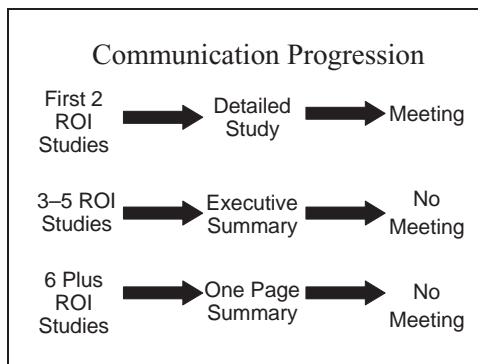 Communication Progression
First 2
ROI
Studies
Detailed
Study
Meeting
3–5 ROI
Studies
Executive
Summary
No
Meeting
6 Plus
ROI
Studies
One Page
Summary
No
Meeting